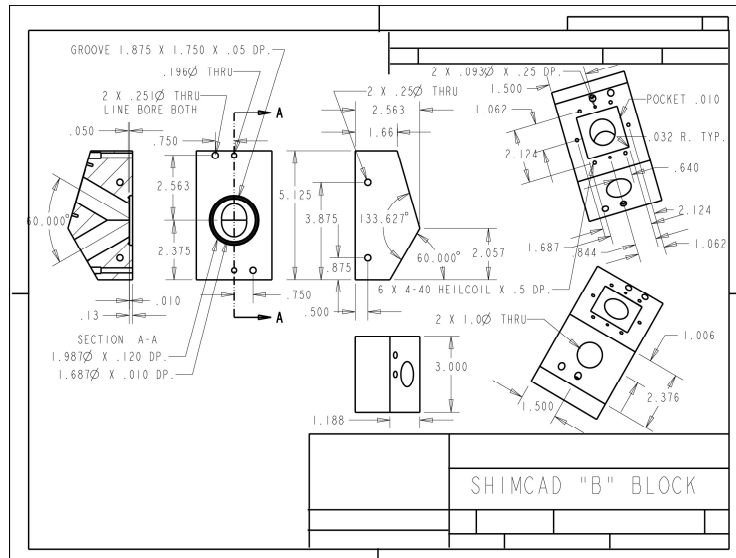 GROOVE 1.875 X 1.750 X .05 DP.
.196Ø THRU
2 X .251Ø THRU
LINE BORE BOTH
A
.050
.750
2.563
60.000°
2.375
.010
.13
.750
A
SECTION A-A
1.987Ø X .120 DP.
1.687Ø X .010 DP.
2 X .25Ø THRU
2.563
1.66
5.125
3.875
133.627°
.875
60.000°
2.057
.500
6 X 4-40 HEILCOIL X .5 DP.
3.000
1.188
2 X .093Ø X .25 DP.
1.500
1.062
POCKET .010
.032 R. TYP.
2.124
.640
2.124
1.687
.844
1.062
2 X 1.0Ø THRU
1.006
2.376
1.500
SHIMCAD "B" BLOCK